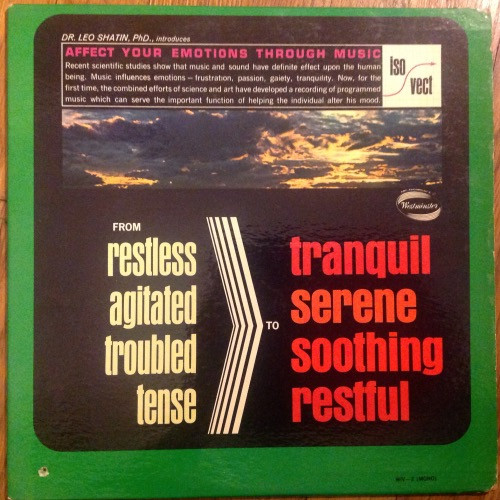 DR. LEO SHATIN, PhD., introduces
AFFECT YOUR EMOTIONS THROUGH MUSIC
Recent scientific studies show that music and sound have definite effect upon the human
being. Music influences emotions – frustration, passion, gaiety, tranquility. Now, for the
first time, the combined efforts of science and art have developed a recording of programmed
music which can serve the important function of helping the individual alter his mood.
iso
vect
Westminster
FROM
restless
agitated
troubled
tense
TO
tranquil
serene
soothing
restful